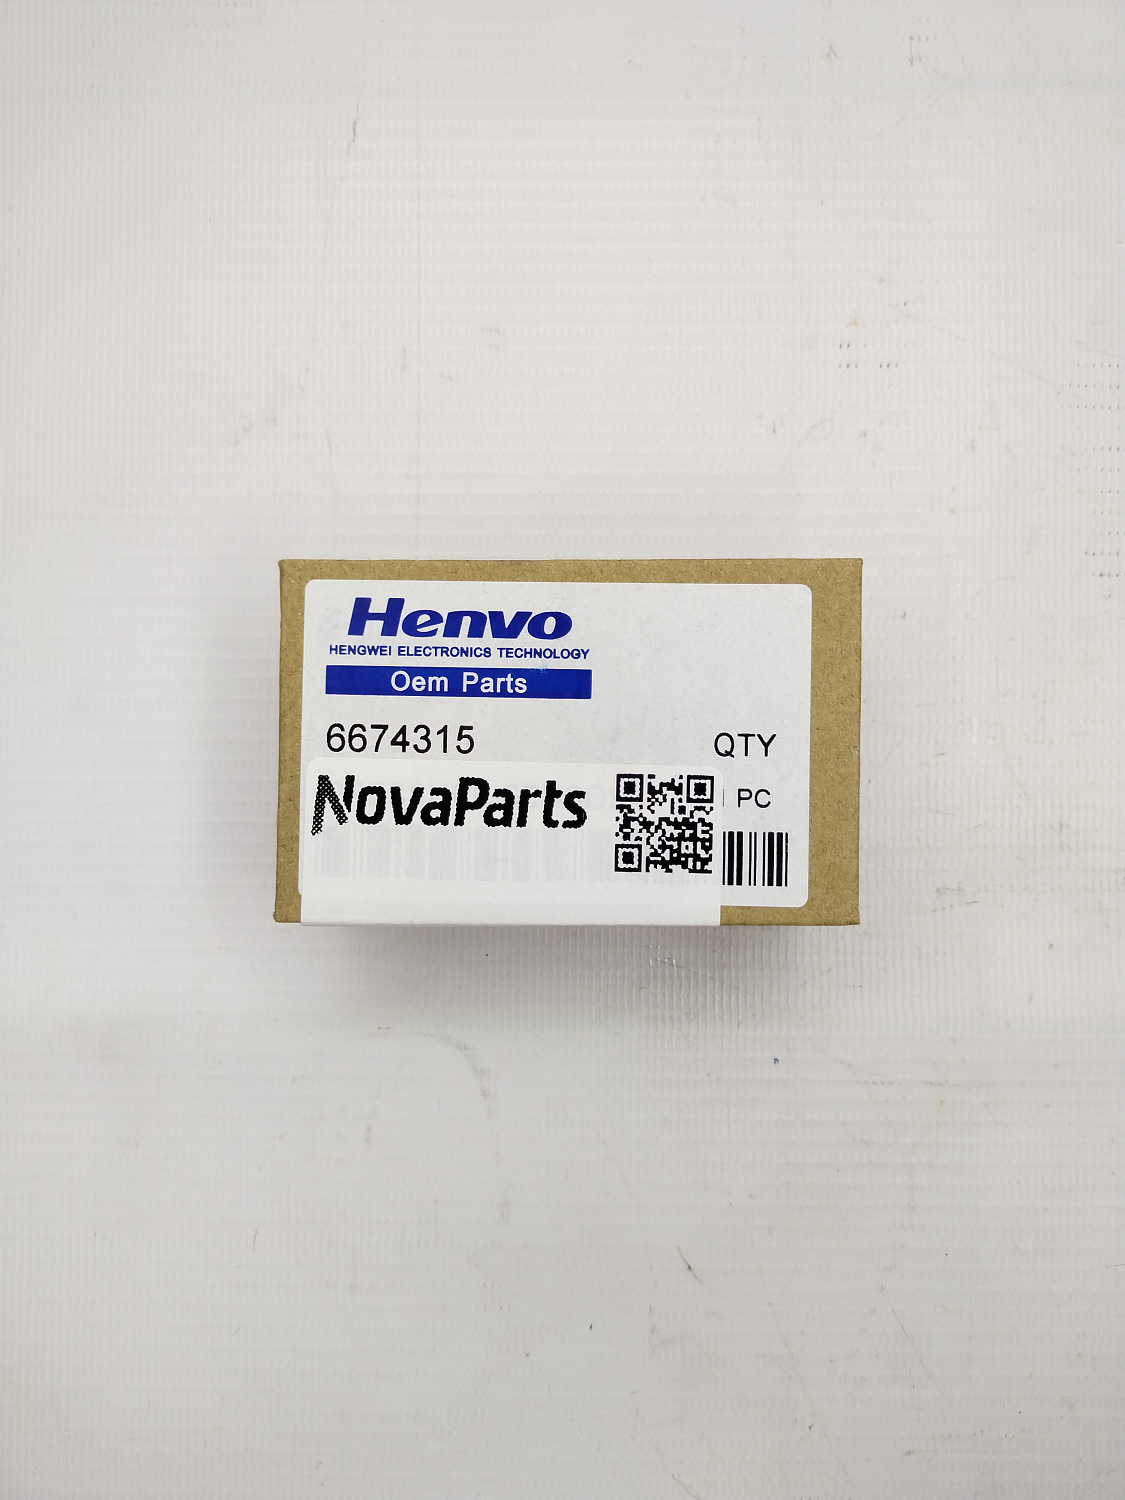 Henvo
HENGWEI ELECTRONICS TECHNOLOGY
Oem Parts
6674315
QTY
PC
NovaParts